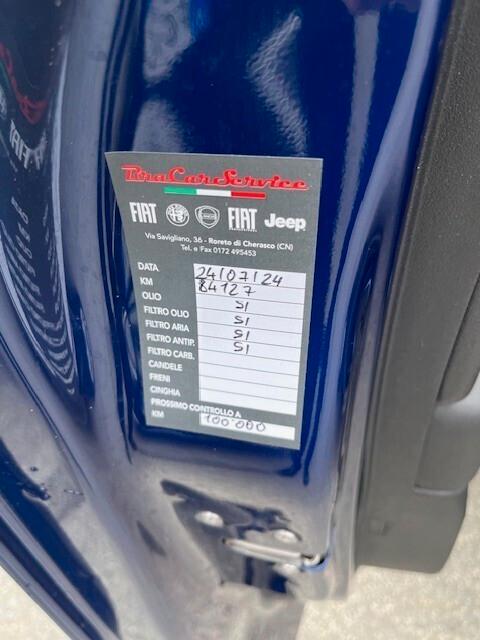 BraCarService
FIAT FIAT Jeep
Via Savigliano, 36 - Roreto di Cherasco (CN)
Tel. e Fax 0172 495453
DATA 24/07/24
KM 84127
OLIO SI
FILTRO OLIO SI
FILTRO ARIA SI
FILTRO ANTIP. SI
FILTRO CARB.
CANDELE
FRENI
CINGHIA
PROSSIMO CONTROLLO A
KM 100'000